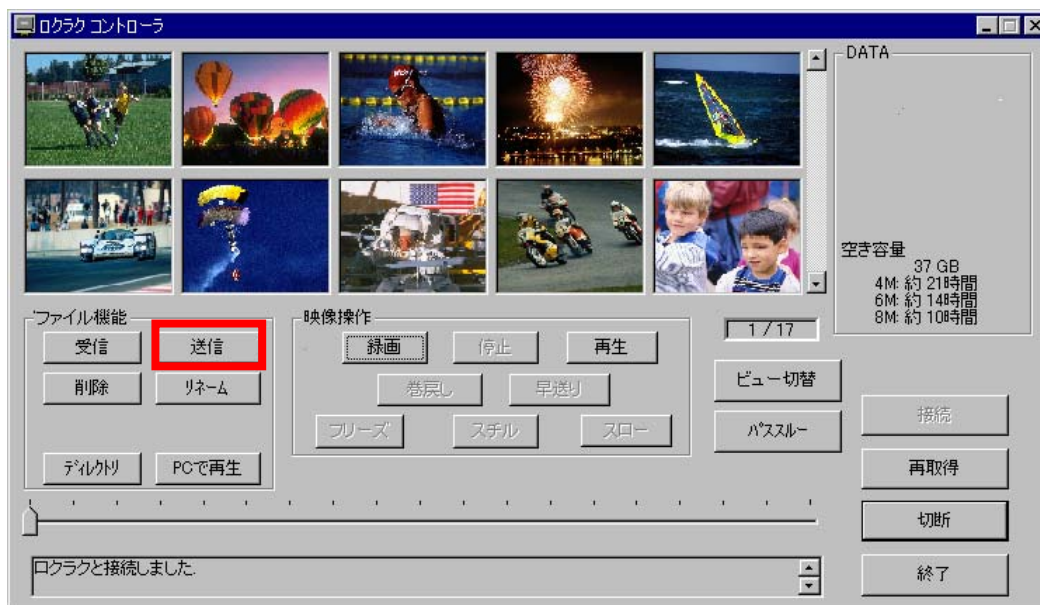 ロクラク コントローラ
DATA
空き容量
37 GB
4M: 約 21時間
6M: 約 14時間
8M: 約 10時間
ファイル機能
受信
送信
削除
リネーム
ディレクトリ
PCで再生
映像操作
録画
停止
再生
巻戻し
早送り
フリーズ
スチル
スロー
1 / 17
ビュー切替
パススルー
接続
再取得
切断
終了
ロクラクと接続しました.